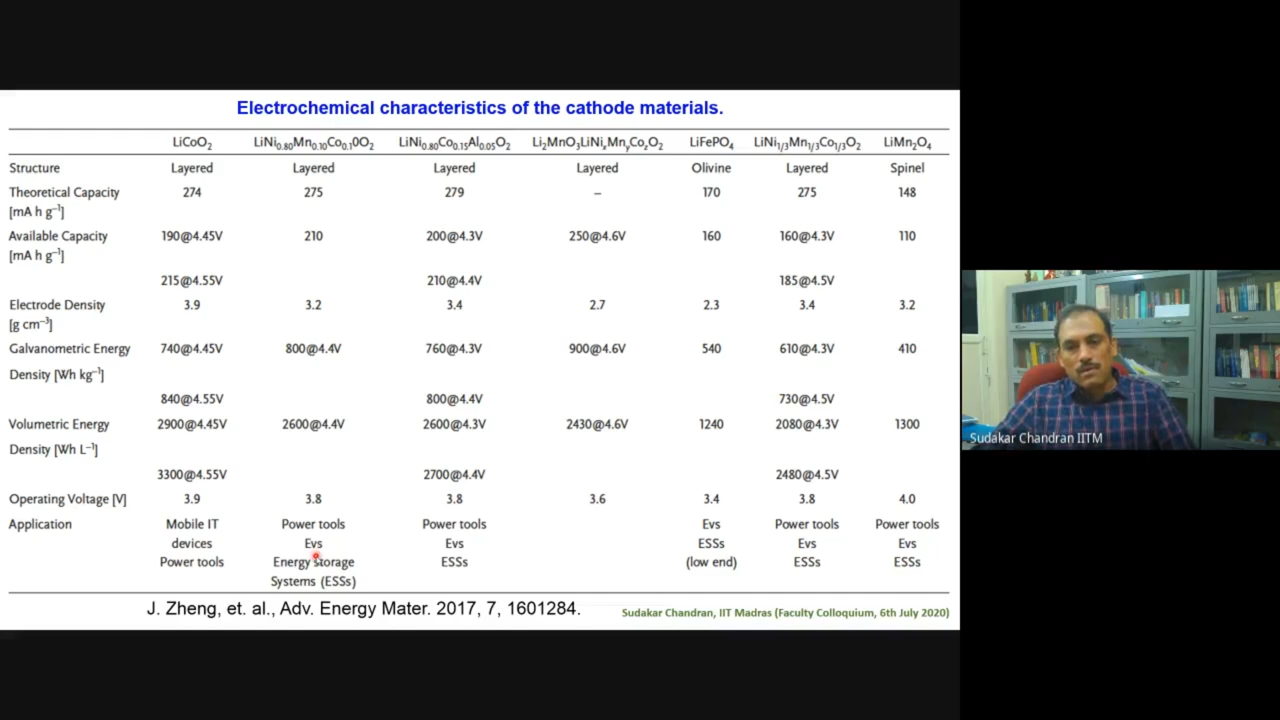 Electrochemical characteristics of the cathode materials.
LiCoO₂ LiNi₀.₈₀Mn₀.₁₀Co₀.₁0O₂ LiNi₀.₈₀Co₀.₁₅Al₀.₀₅O₂ Li₂MnO₃LiNiₓMnᵧCo𝓏O₂ LiFePO₄ LiNi₁/₃Mn₁/₃Co₁/₃O₂ LiMn₂O₄
Structure Layered Layered Layered Layered Olivine Layered Spinel
Theoretical Capacity 274 275 279 – 170 275 148
[mA h g⁻¹]
Available Capacity 190@4.45V 210 200@4.3V 250@4.6V 160 160@4.3V 110
[mA h g⁻¹]
215@4.55V 210@4.4V 185@4.5V
Electrode Density 3.9 3.2 3.4 2.7 2.3 3.4 3.2
[g cm⁻³]
Galvanometric Energy 740@4.45V 800@4.4V 760@4.3V 900@4.6V 540 610@4.3V 410
Density [Wh kg⁻¹]
840@4.55V 800@4.4V 730@4.5V
Volumetric Energy 2900@4.45V 2600@4.4V 2600@4.3V 2430@4.6V 1240 2080@4.3V 1300
Density [Wh L⁻¹]
3300@4.55V 2700@4.4V 2480@4.5V
Operating Voltage [V] 3.9 3.8 3.8 3.6 3.4 3.8 4.0
Application Mobile IT Power tools Power tools Evs Power tools Power tools
devices Evs Evs ESSs Evs Evs
Power tools Energy storage ESSs (low end) ESSs ESSs
Systems (ESSs)
J. Zheng, et. al., Adv. Energy Mater. 2017, 7, 1601284.
Sudakar Chandran, IIT Madras (Faculty Colloquium, 6th July 2020)
Sudakar Chandran IITM